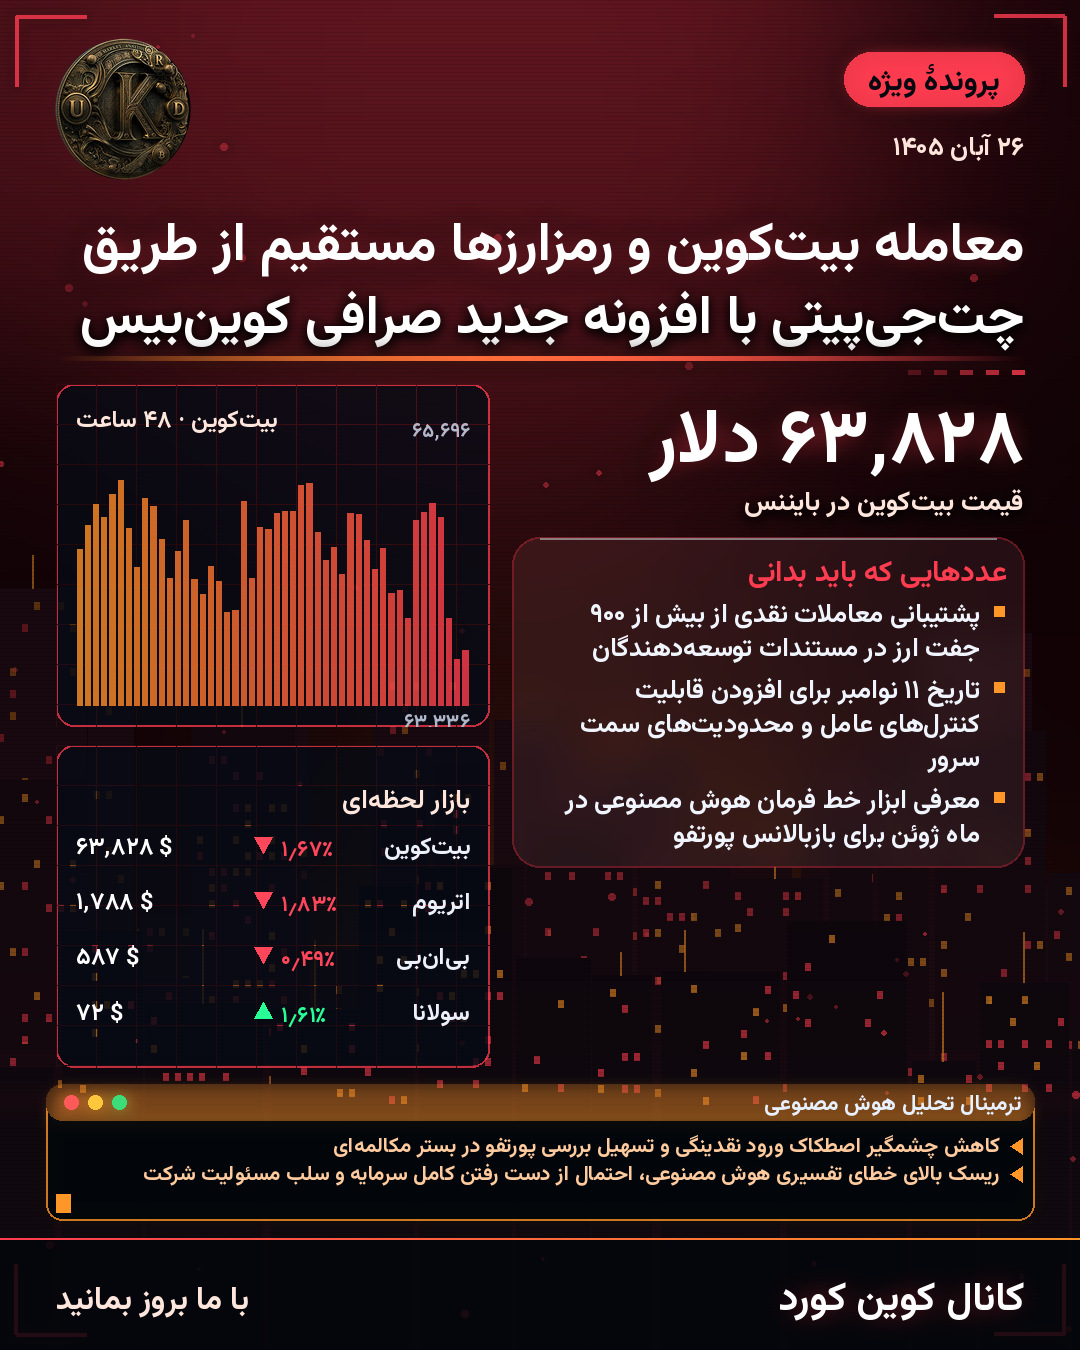 پروندهٔ ویژه
۲۶ آبان ۱۴۰۵
معامله بیت‌کوین و رمزارزها مستقیم از طریق
چت‌جی‌پیتی با افزونه جدید صرافی کوین‌بیس
۶۳,۸۲۸ دلار
قیمت بیت‌کوین در بایننس
عددهایی که باید بدانی
پشتیبانی معاملات نقدی از بیش از ۹۰۰
جفت ارز در مستندات توسعه‌دهندگان
تاریخ ۱۱ نوامبر برای افزودن قابلیت
کنترل‌های عامل و محدودیت‌های سمت
سرور
معرفی ابزار خط فرمان هوش مصنوعی در
ماه ژوئن برای بازبالانس پورتفو
بیت‌کوین · ۴۸ ساعت
۶۵,۶۹۶
۶۳,۳۳۶
بازار لحظه‌ای
بیت‌کوین ▼ ۱٫۶۷٪ ۶۳,۸۲۸ $
اتریوم ▼ ۱٫۸۳٪ ۱,۷۸۸ $
بی‌ان‌بی ▼ ۰٫۴۹٪ ۵۸۷ $
سولانا ▲ ۱٫۶۱٪ ۷۲ $
ترمینال تحلیل هوش مصنوعی
کاهش چشمگیر اصطکاک ورود نقدینگی و تسهیل بررسی پورتفو در بستر مکالمه‌ای
ریسک بالای خطای تفسیری هوش مصنوعی، احتمال از دست رفتن کامل سرمایه و سلب مسئولیت شرکت
کانال کوین کورد
با ما بروز بمانید